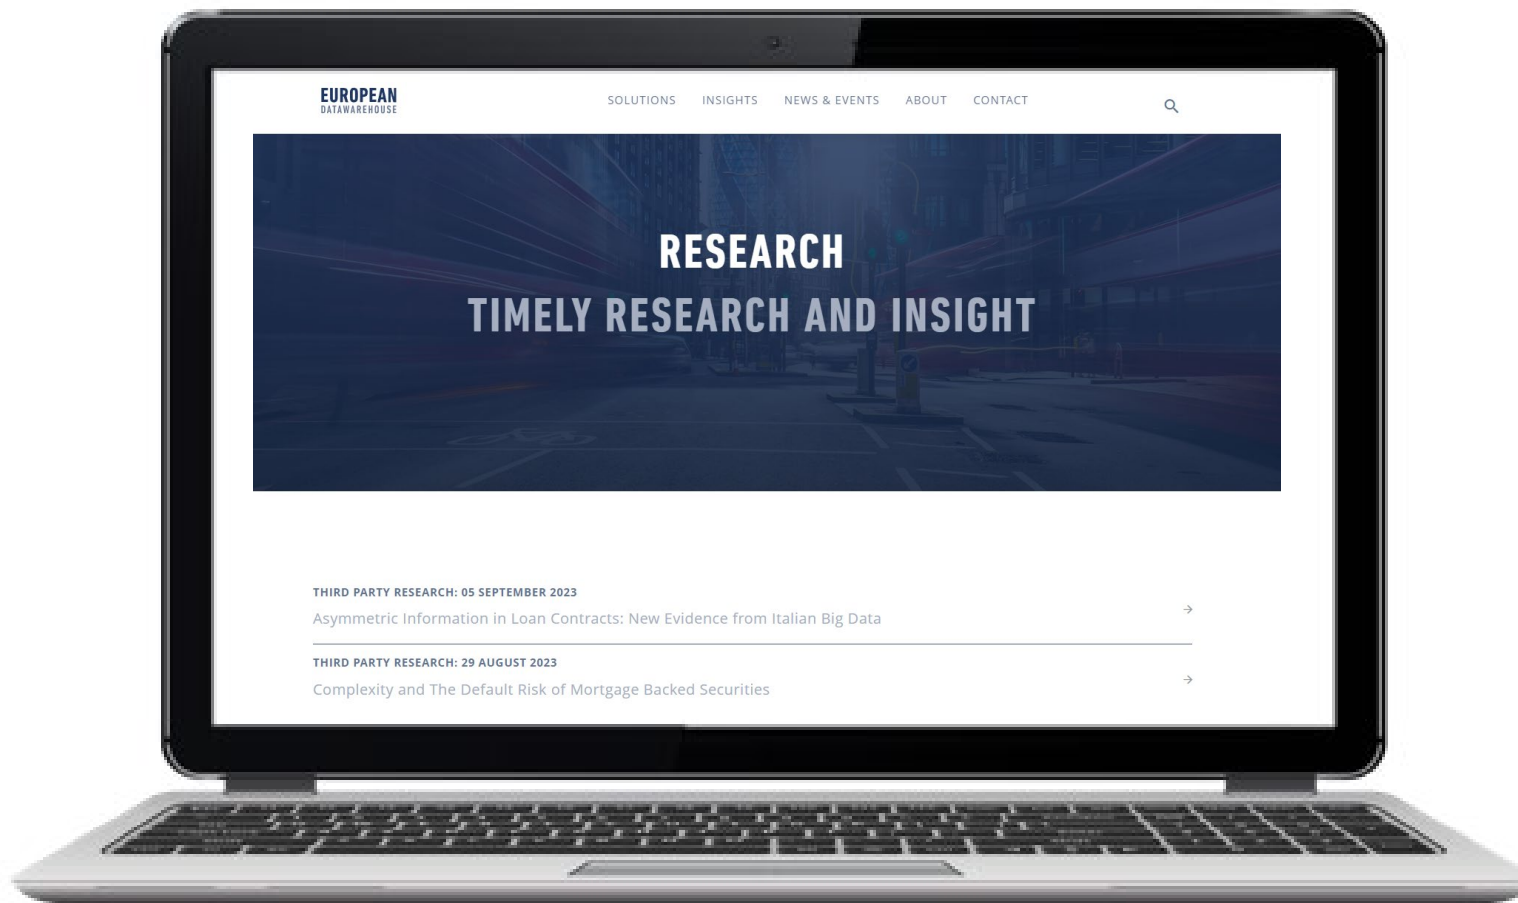 EUROPEAN
DATAWAREHOUSE
SOLUTIONS INSIGHTS NEWS & EVENTS ABOUT CONTACT
RESEARCH
TIMELY RESEARCH AND INSIGHT
THIRD PARTY RESEARCH: 05 SEPTEMBER 2023
Asymmetric Information in Loan Contracts: New Evidence from Italian Big Data
THIRD PARTY RESEARCH: 29 AUGUST 2023
Complexity and The Default Risk of Mortgage Backed Securities